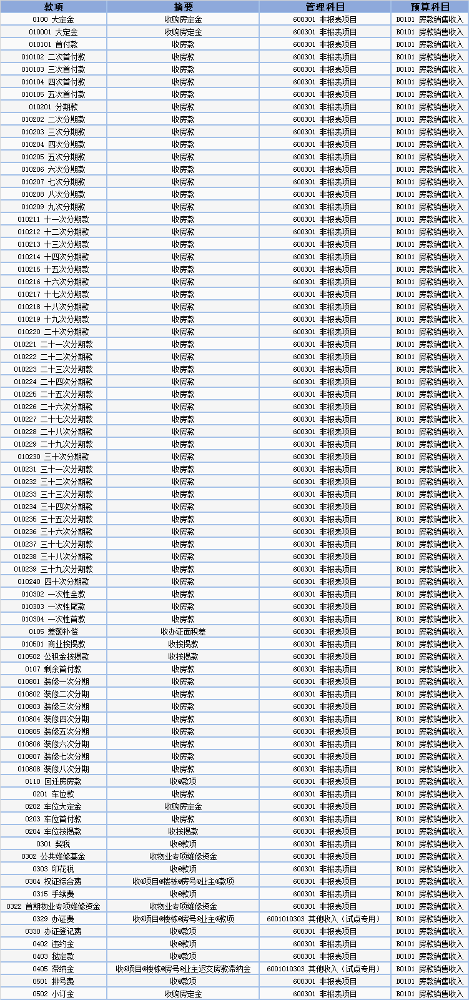 款项 摘要 管理科目 预算科目
0100 大定金 收购房定金 600301 非报表项目 B0101 房款销售收入
010001 大定金 收购房定金 600301 非报表项目 B0101 房款销售收入
010101 首付款 收房款 600301 非报表项目 B0101 房款销售收入
010102 二次首付款 收房款 600301 非报表项目 B0101 房款销售收入
010103 三次首付款 收房款 600301 非报表项目 B0101 房款销售收入
010104 四次首付款 收房款 600301 非报表项目 B0101 房款销售收入
010105 五次首付款 收房款 600301 非报表项目 B0101 房款销售收入
010201 分期款 收房款 600301 非报表项目 B0101 房款销售收入
010202 二次分期款 收房款 600301 非报表项目 B0101 房款销售收入
010203 三次分期款 收房款 600301 非报表项目 B0101 房款销售收入
010204 四次分期款 收房款 600301 非报表项目 B0101 房款销售收入
010205 五次分期款 收房款 600301 非报表项目 B0101 房款销售收入
010206 六次分期款 收房款 600301 非报表项目 B0101 房款销售收入
010207 七次分期款 收房款 600301 非报表项目 B0101 房款销售收入
010208 八次分期款 收房款 600301 非报表项目 B0101 房款销售收入
010209 九次分期款 收房款 600301 非报表项目 B0101 房款销售收入
010211 十一次分期款 收房款 600301 非报表项目 B0101 房款销售收入
010212 十二次分期款 收房款 600301 非报表项目 B0101 房款销售收入
010213 十三次分期款 收房款 600301 非报表项目 B0101 房款销售收入
010214 十四次分期款 收房款 600301 非报表项目 B0101 房款销售收入
010215 十五次分期款 收房款 600301 非报表项目 B0101 房款销售收入
010216 十六次分期款 收房款 600301 非报表项目 B0101 房款销售收入
010217 十七次分期款 收房款 600301 非报表项目 B0101 房款销售收入
010218 十八次分期款 收房款 600301 非报表项目 B0101 房款销售收入
010219 十九次分期款 收房款 600301 非报表项目 B0101 房款销售收入
010220 二十次分期款 收房款 600301 非报表项目 B0101 房款销售收入
010221 二十一次分期款 收房款 600301 非报表项目 B0101 房款销售收入
010222 二十二次分期款 收房款 600301 非报表项目 B0101 房款销售收入
010223 二十三次分期款 收房款 600301 非报表项目 B0101 房款销售收入
010224 二十四次分期款 收房款 600301 非报表项目 B0101 房款销售收入
010225 二十五次分期款 收房款 600301 非报表项目 B0101 房款销售收入
010226 二十六次分期款 收房款 600301 非报表项目 B0101 房款销售收入
010227 二十七次分期款 收房款 600301 非报表项目 B0101 房款销售收入
010228 二十八次分期款 收房款 600301 非报表项目 B0101 房款销售收入
010229 二十九次分期款 收房款 600301 非报表项目 B0101 房款销售收入
010230 三十次分期款 收房款 600301 非报表项目 B0101 房款销售收入
010231 三十一次分期款 收房款 600301 非报表项目 B0101 房款销售收入
010232 三十二次分期款 收房款 600301 非报表项目 B0101 房款销售收入
010233 三十三次分期款 收房款 600301 非报表项目 B0101 房款销售收入
010234 三十四次分期款 收房款 600301 非报表项目 B0101 房款销售收入
010235 三十五次分期款 收房款 600301 非报表项目 B0101 房款销售收入
010236 三十六次分期款 收房款 600301 非报表项目 B0101 房款销售收入
010237 三十七次分期款 收房款 600301 非报表项目 B0101 房款销售收入
010238 三十八次分期款 收房款 600301 非报表项目 B0101 房款销售收入
010239 三十九次分期款 收房款 600301 非报表项目 B0101 房款销售收入
010240 四十次分期款 收房款 600301 非报表项目 B0101 房款销售收入
010302 一次性全款 收房款 600301 非报表项目 B0101 房款销售收入
010303 一次性尾款 收房款 600301 非报表项目 B0101 房款销售收入
010304 一次性首款 收房款 600301 非报表项目 B0101 房款销售收入
0105 差额补偿 收办证面积差 600301 非报表项目 B0101 房款销售收入
010501 商业按揭款 收按揭款 600301 非报表项目 B0101 房款销售收入
010502 公积金按揭款 收按揭款 600301 非报表项目 B0101 房款销售收入
0107 剩余首付款 收房款 600301 非报表项目 B0101 房款销售收入
010801 装修一次分期 收房款 600301 非报表项目 B0101 房款销售收入
010802 装修二次分期 收房款 600301 非报表项目 B0101 房款销售收入
010803 装修三次分期 收房款 600301 非报表项目 B0101 房款销售收入
010804 装修四次分期 收房款 600301 非报表项目 B0101 房款销售收入
010805 装修五次分期 收房款 600301 非报表项目 B0101 房款销售收入
010806 装修六次分期 收房款 600301 非报表项目 B0101 房款销售收入
010807 装修七次分期 收房款 600301 非报表项目 B0101 房款销售收入
010808 装修八次分期 收房款 600301 非报表项目 B0101 房款销售收入
0110 回迁房房款 收@款项 600301 非报表项目 B0101 房款销售收入
0201 车位款 收房款 600301 非报表项目 B0101 房款销售收入
0202 车位大定金 收购房定金 600301 非报表项目 B0101 房款销售收入
0203 车位首付款 收房款 600301 非报表项目 B0101 房款销售收入
0204 车位按揭款 收按揭款 600301 非报表项目 B0101 房款销售收入
0301 契税 收@款项 600301 非报表项目 B0101 房款销售收入
0302 公共维修基金 收物业专项维修资金 600301 非报表项目 B0101 房款销售收入
0303 印花税 收@款项 600301 非报表项目 B0101 房款销售收入
0304 权证综合费 收@项目@楼栋@房号@业主@款项 600301 非报表项目 B0101 房款销售收入
0315 手续费 收@款项 600301 非报表项目 B0101 房款销售收入
0322 首期物业专项维修资金 收物业专项维修资金 600301 非报表项目 B0101 房款销售收入
0329 办证费 收@项目@楼栋@房号@业主@款项 6001010303 其他收入（试点专用） B0101 房款销售收入
0330 办证登记费 收@款项 600301 非报表项目 B0101 房款销售收入
0402 违约金 收@款项 600301 非报表项目 B0101 房款销售收入
0403 挞定款 收@款项 600301 非报表项目 B0101 房款销售收入
0405 滞纳金 收@项目@楼栋@房号@业主迟交房款滞纳金 6001010303 其他收入（试点专用） B0101 房款销售收入
0501 排号费 收@款项 600301 非报表项目 B0101 房款销售收入
0502 小订金 收购房定金 600301 非报表项目 B0101 房款销售收入